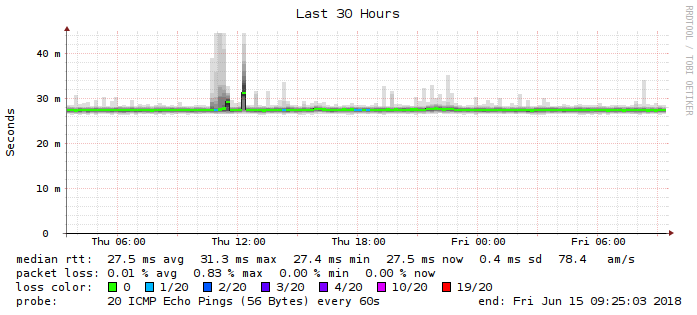 Last 30 Hours
RRDTOOL / TOBI OETIKER
Seconds
40 m
30 m
20 m
10 m
0
Thu 06:00 Thu 12:00 Thu 18:00 Fri 00:00 Fri 06:00
median rtt: 27.5 ms avg 31.3 ms max 27.4 ms min 27.5 ms now 0.4 ms sd 78.4 am/s
packet loss: 0.01 % avg 0.83 % max 0.00 % min 0.00 % now
loss color: 0 1/20 2/20 3/20 4/20 10/20 19/20
probe: 20 ICMP Echo Pings (56 Bytes) every 60s end: Fri Jun 15 09:25:03 2018